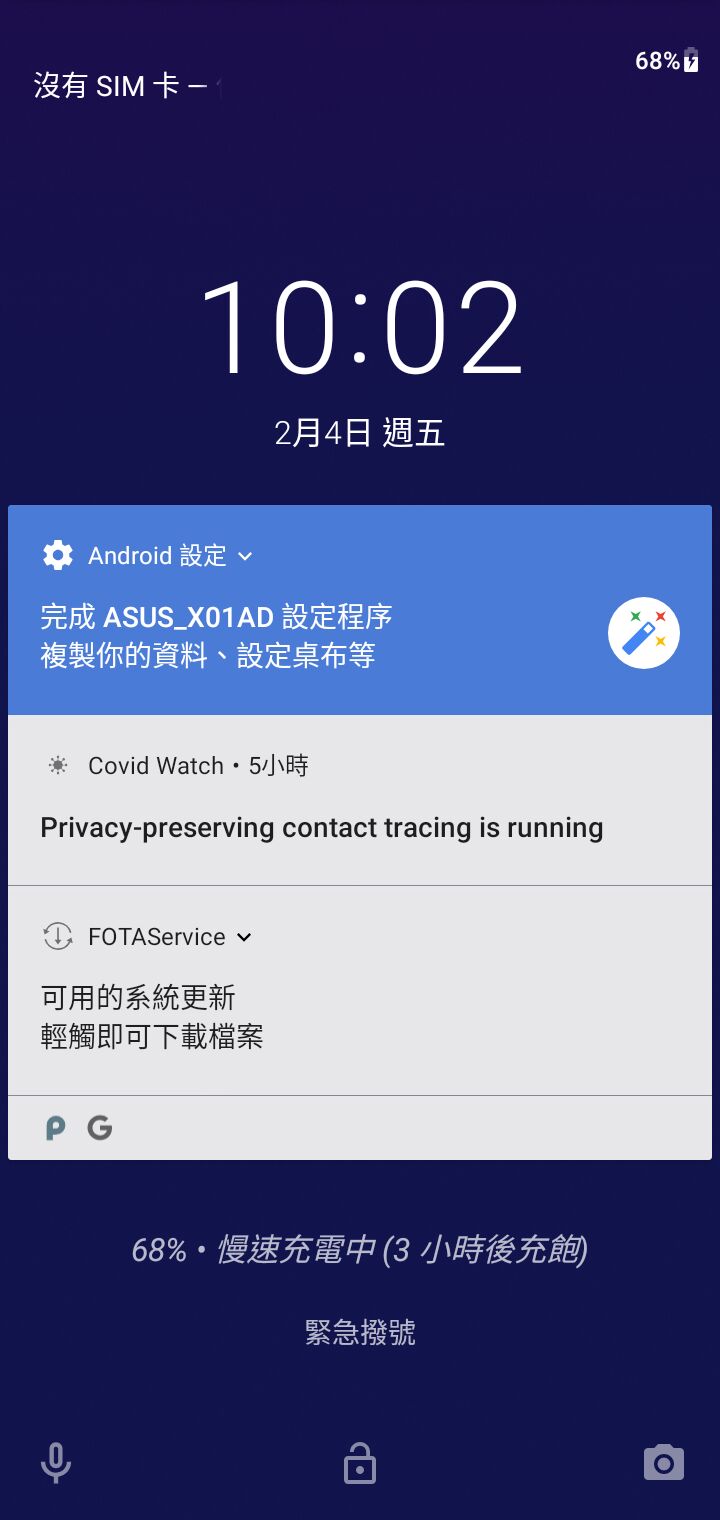 68%
沒有 SIM 卡 —
10:02
2月4日 週五
Android 設定
完成 ASUS_X01AD 設定程序
複製你的資料、設定桌布等
Covid Watch • 5小時
Privacy-preserving contact tracing is running
FOTAService
可用的系統更新
輕觸即可下載檔案
P G
68% • 慢速充電中 (3 小時後充飽)
緊急撥號